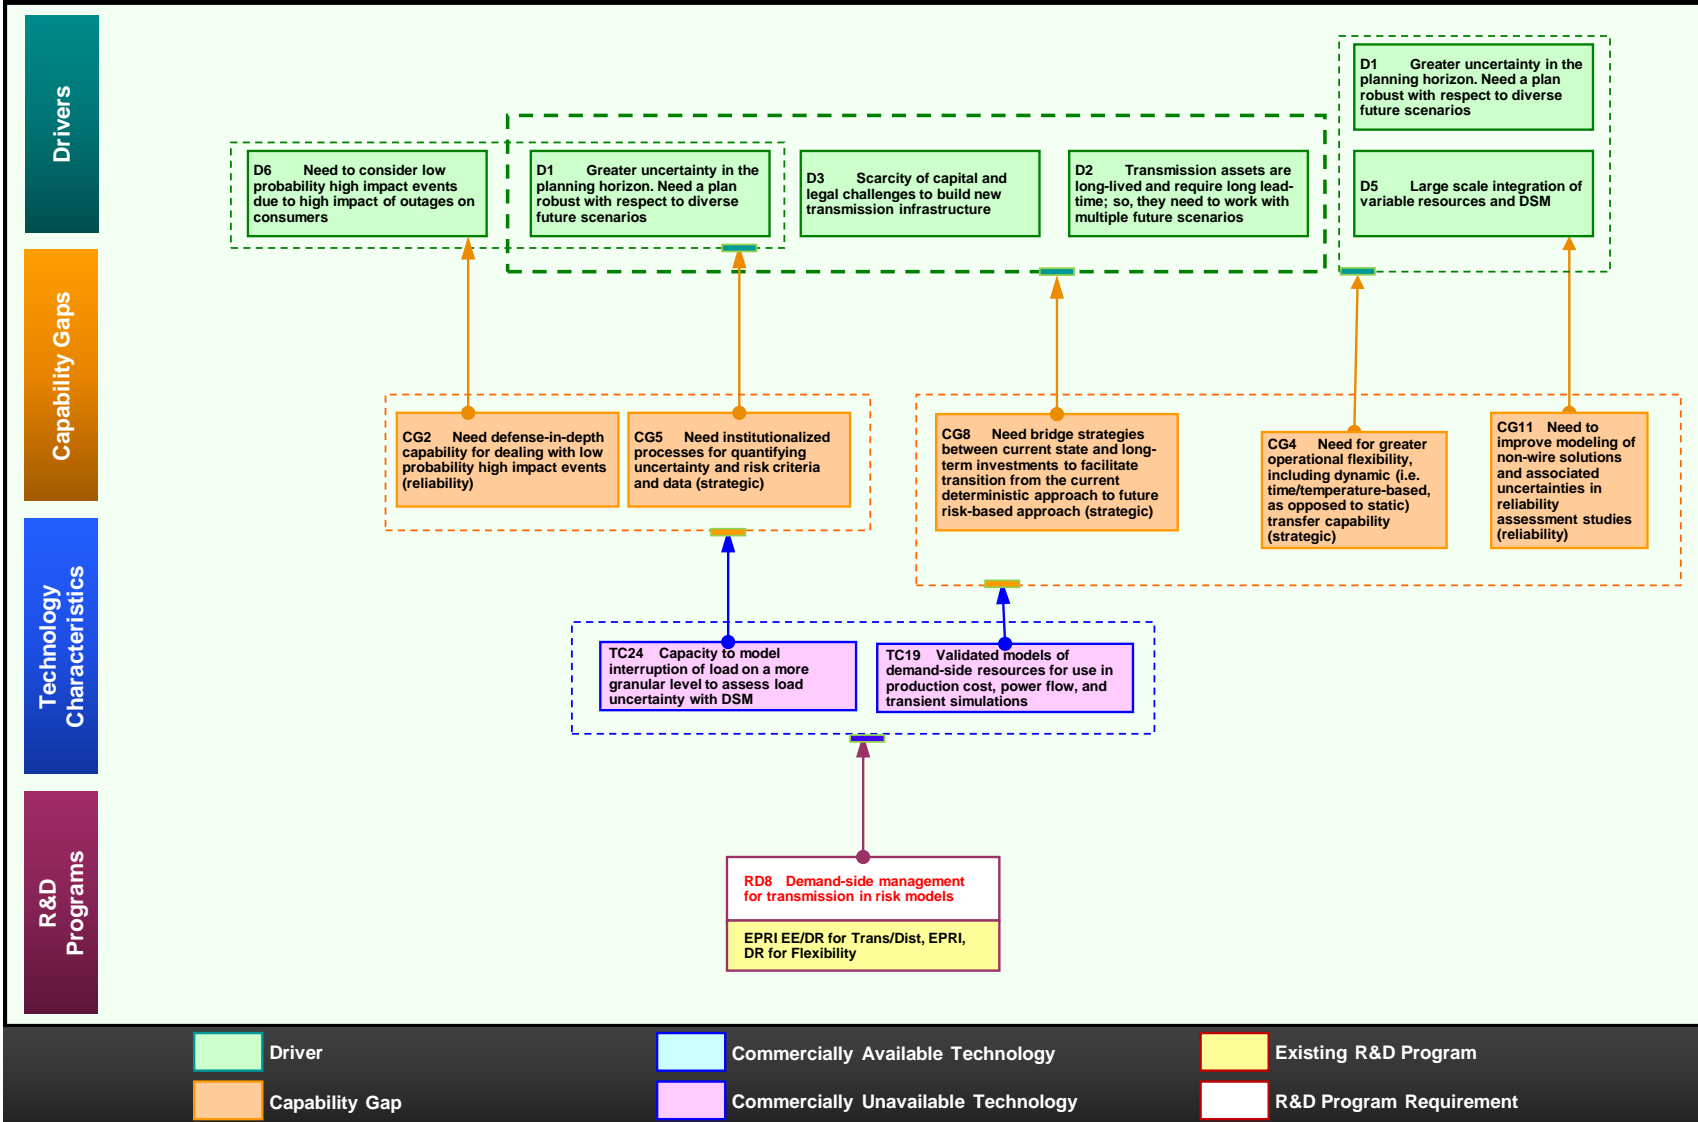 Drivers
D1 Greater uncertainty in the
planning horizon. Need a plan
robust with respect to diverse
future scenarios
D6 Need to consider low
probability high impact events
due to high impact of outages on
consumers
D1 Greater uncertainty in the
planning horizon. Need a plan
robust with respect to diverse
future scenarios
D3 Scarcity of capital and
legal challenges to build new
transmission infrastructure
D2 Transmission assets are
long-lived and require long lead-
time; so, they need to work with
multiple future scenarios
D5 Large scale integration of
variable resources and DSM
Capability Gaps
CG2 Need defense-in-depth
capability for dealing with low
probability high impact events
(reliability)
CG5 Need institutionalized
processes for quantifying
uncertainty and risk criteria
and data (strategic)
CG8 Need bridge strategies
between current state and long-
term investments to facilitate
transition from the current
deterministic approach to future
risk-based approach (strategic)
CG4 Need for greater
operational flexibility,
including dynamic (i.e.
time/temperature-based,
as opposed to static)
transfer capability
(strategic)
CG11 Need to
improve modeling of
non-wire solutions
and associated
uncertainties in
reliability
assessment studies
(reliability)
Technology
Characteristics
TC24 Capacity to model
interruption of load on a more
granular level to assess load
uncertainty with DSM
TC19 Validated models of
demand-side resources for use in
production cost, power flow, and
transient simulations
R&D
Programs
RD8 Demand-side management
for transmission in risk models
EPRI EE/DR for Trans/Dist, EPRI,
DR for Flexibility
Driver
Commercially Available Technology
Existing R&D Program
Capability Gap
Commercially Unavailable Technology
R&D Program Requirement